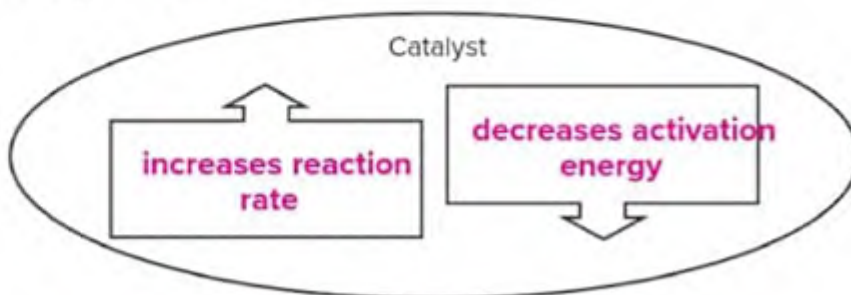 Catalyst
increases reaction
rate
decreases activation
energy